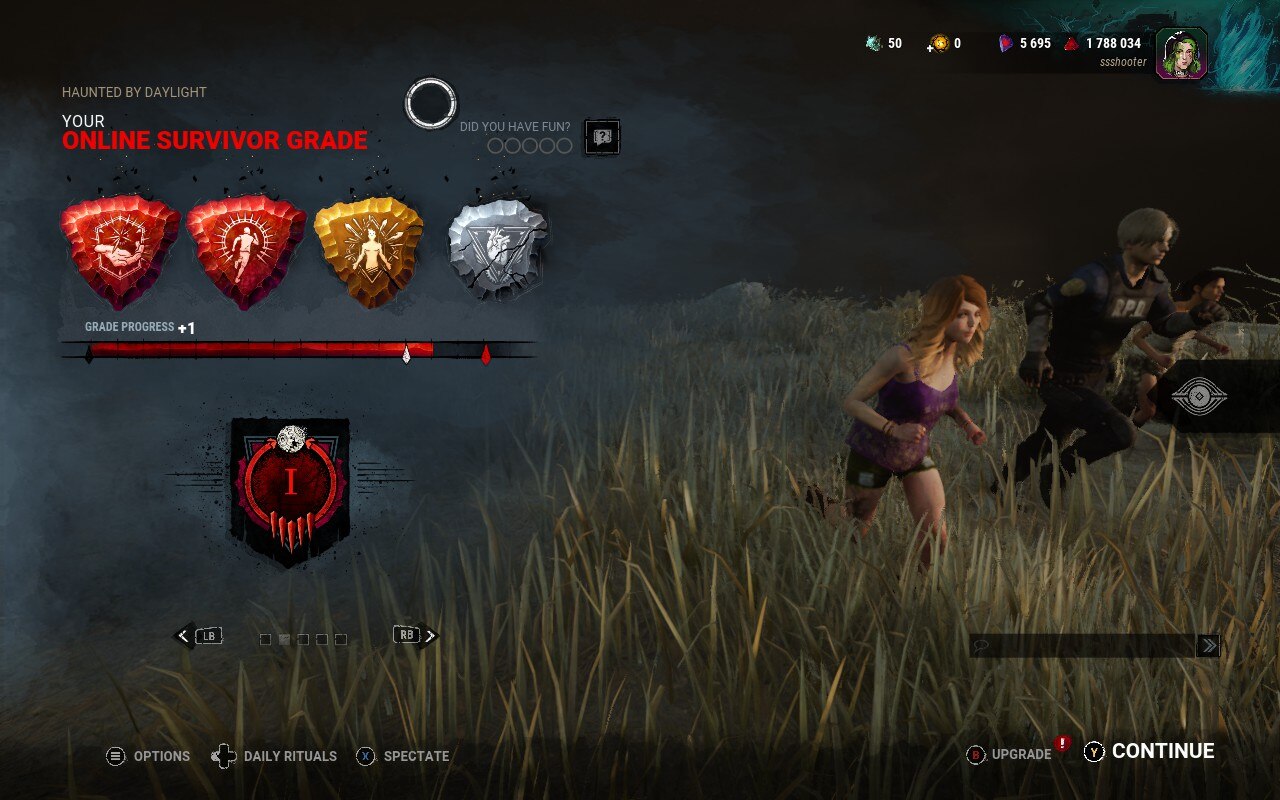 50
0
5 695
1 788 034
ssshooter
HAUNTED BY DAYLIGHT
YOUR
ONLINE SURVIVOR GRADE
DID YOU HAVE FUN?
?
GRADE PROGRESS +1
R.P.D.
I
LB
RB
OPTIONS
DAILY RITUALS
X SPECTATE
B UPGRADE !
Y CONTINUE